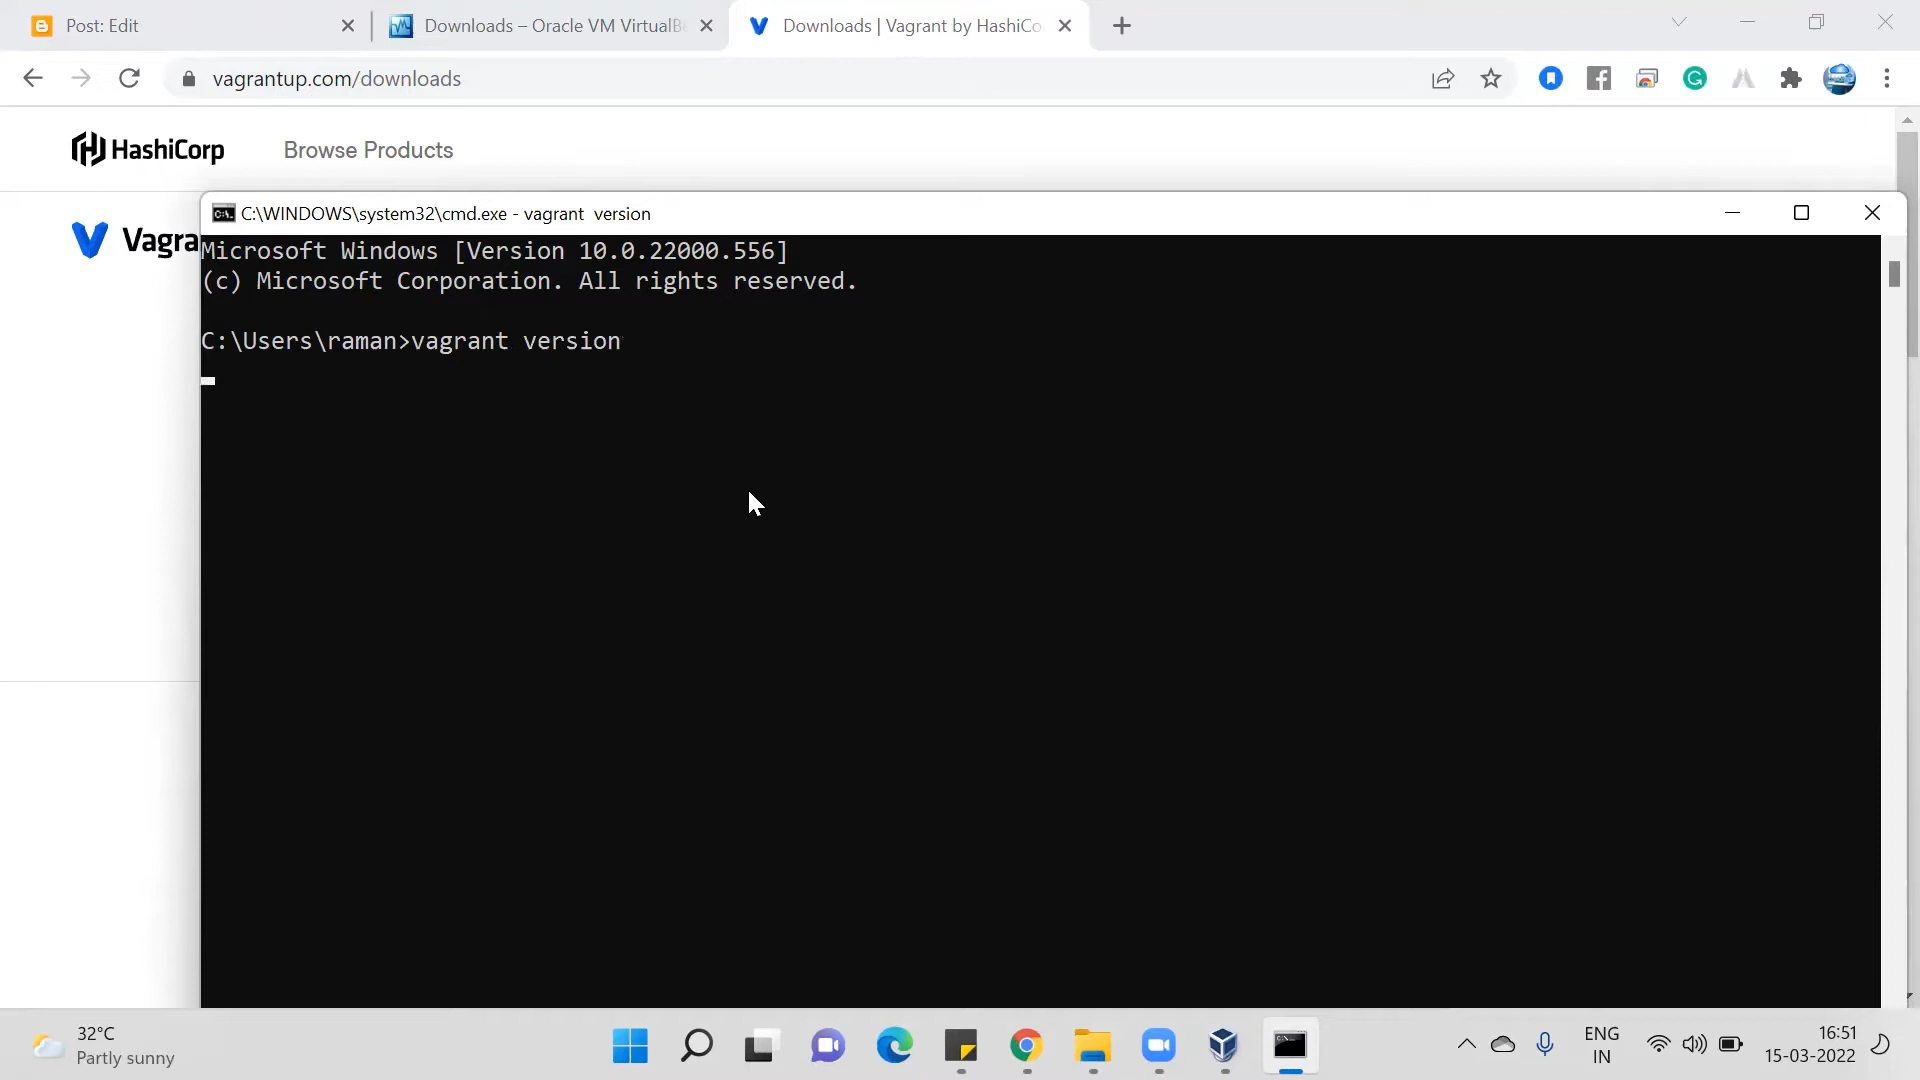 Post: Edit
Downloads – Oracle VM VirtualB
Downloads | Vagrant by HashiCo
vagrantup.com/downloads
HashiCorp
Browse Products
C:\WINDOWS\system32\cmd.exe - vagrant  version
Vagra
Microsoft Windows [Version 10.0.22000.556]
(c) Microsoft Corporation. All rights reserved.
C:\Users\raman>vagrant version
32°C
Partly sunny
ENG
IN
16:51
15-03-2022